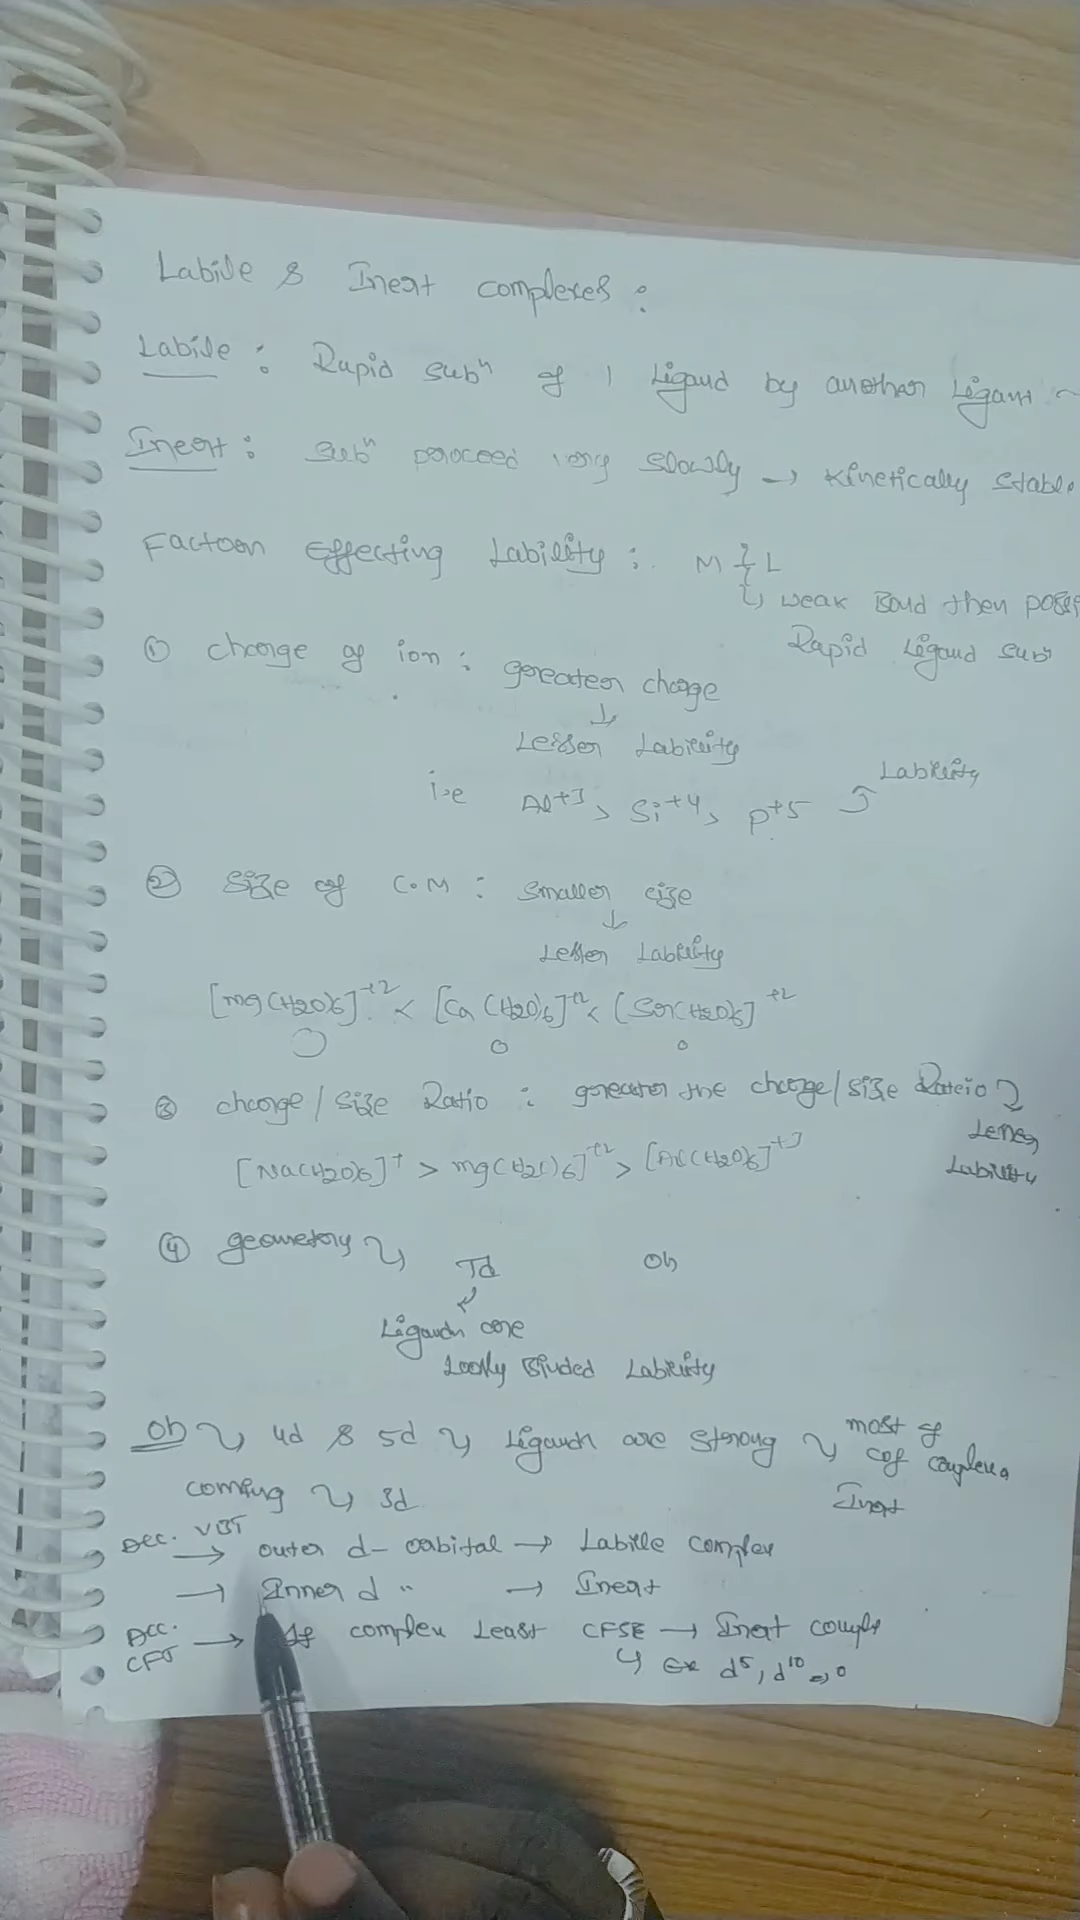 Labile & Inert complexes :
Labile : Rapid subⁿ of 1 Ligand by another Ligant ~
Inert : subⁿ proceed very slowly → kinetically stable
Factors Effecting Lability : M L
↳ weak Bond then possi
Rapid Ligand subⁿ
① charge of ion : greater charge
↓
Lesser Lability
i.e Al+3, Si+4, P+5 Lability
② size of C.M : smaller size
↓
Lesser Lability
[mg(H2O)6]+2 < [Ca(H2O)6]+2 < [Sr(H2O)6]+2
③ charge/size Ratio : greater the charge/size Ratio
Lesser
Lability
[Na(H2O)6]+ > mg(H2O)6]+2 > [Al(H2O)6]+3
④ geometry Td Oh
Ligands are
Loosly Binded Lability
Oh 4d & 5d Ligands are strong most of
complexes
Inert
coming 3d
Acc. VBT
→ outer d- orbital → Labile complex
→ Inner d " → Inert
Acc.
CFT → If complex Least CFSE → Inert
↳ Ex d5, d10 = 0